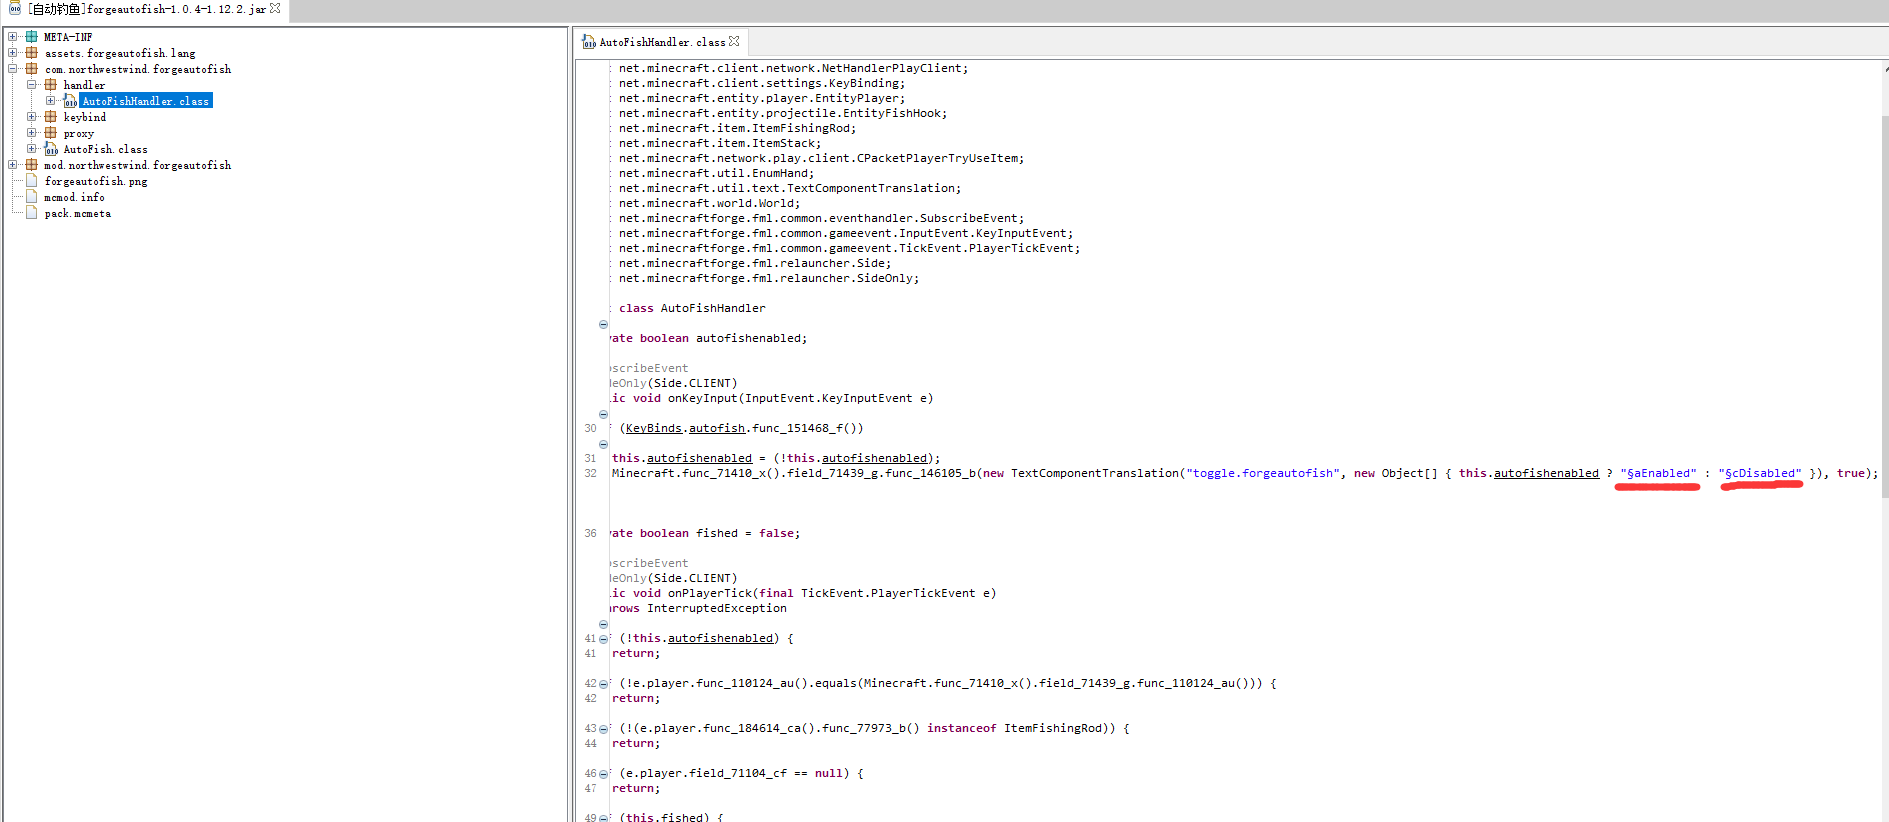 [自动钓鱼]forgeautofish-1.0.4-1.12.2.jar
META-INF
assets.forgeautofish.lang
com.northwestwind.forgeautofish
handler
AutoFishHandler.class
keybind
proxy
AutoFish.class
mod.northwestwind.forgeautofish
forgeautofish.png
mcmod.info
pack.mcmeta
AutoFishHandler.class
net.minecraft.client.network.NetHandlerPlayClient;
net.minecraft.client.settings.KeyBinding;
net.minecraft.entity.player.EntityPlayer;
net.minecraft.entity.projectile.EntityFishHook;
net.minecraft.item.ItemFishingRod;
net.minecraft.item.ItemStack;
net.minecraft.network.play.client.CPacketPlayerTryUseItem;
net.minecraft.util.EnumHand;
net.minecraft.util.text.TextComponentTranslation;
net.minecraft.world.World;
net.minecraftforge.fml.common.eventhandler.SubscribeEvent;
net.minecraftforge.fml.common.gameevent.InputEvent.KeyInputEvent;
net.minecraftforge.fml.common.gameevent.TickEvent.PlayerTickEvent;
net.minecraftforge.fml.relauncher.Side;
net.minecraftforge.fml.relauncher.SideOnly;
class AutoFishHandler
vate boolean autofishenabled;
scribeEvent
eOnly(Side.CLIENT)
lic void onKeyInput(InputEvent.KeyInputEvent e)
30 (KeyBinds.autofish.func_151468_f())
31 this.autofishenabled = (!this.autofishenabled);
32 Minecraft.func_71410_x().field_71439_g.func_146105_b(new TextComponentTranslation("toggle.forgeautofish", new Object[] { this.autofishenabled ? "§aEnabled" : "§cDisabled" }), true);
36 vate boolean fished = false;
scribeEvent
eOnly(Side.CLIENT)
lic void onPlayerTick(final TickEvent.PlayerTickEvent e)
rows InterruptedException
41 (!this.autofishenabled) {
41 return;
42 (!e.player.func_110124_au().equals(Minecraft.func_71410_x().field_71439_g.func_110124_au())) {
42 return;
43 (!(e.player.func_184614_ca().func_77973_b() instanceof ItemFishingRod)) {
44 return;
46 (e.player.field_71104_cf == null) {
47 return;
49 (this.fished) {